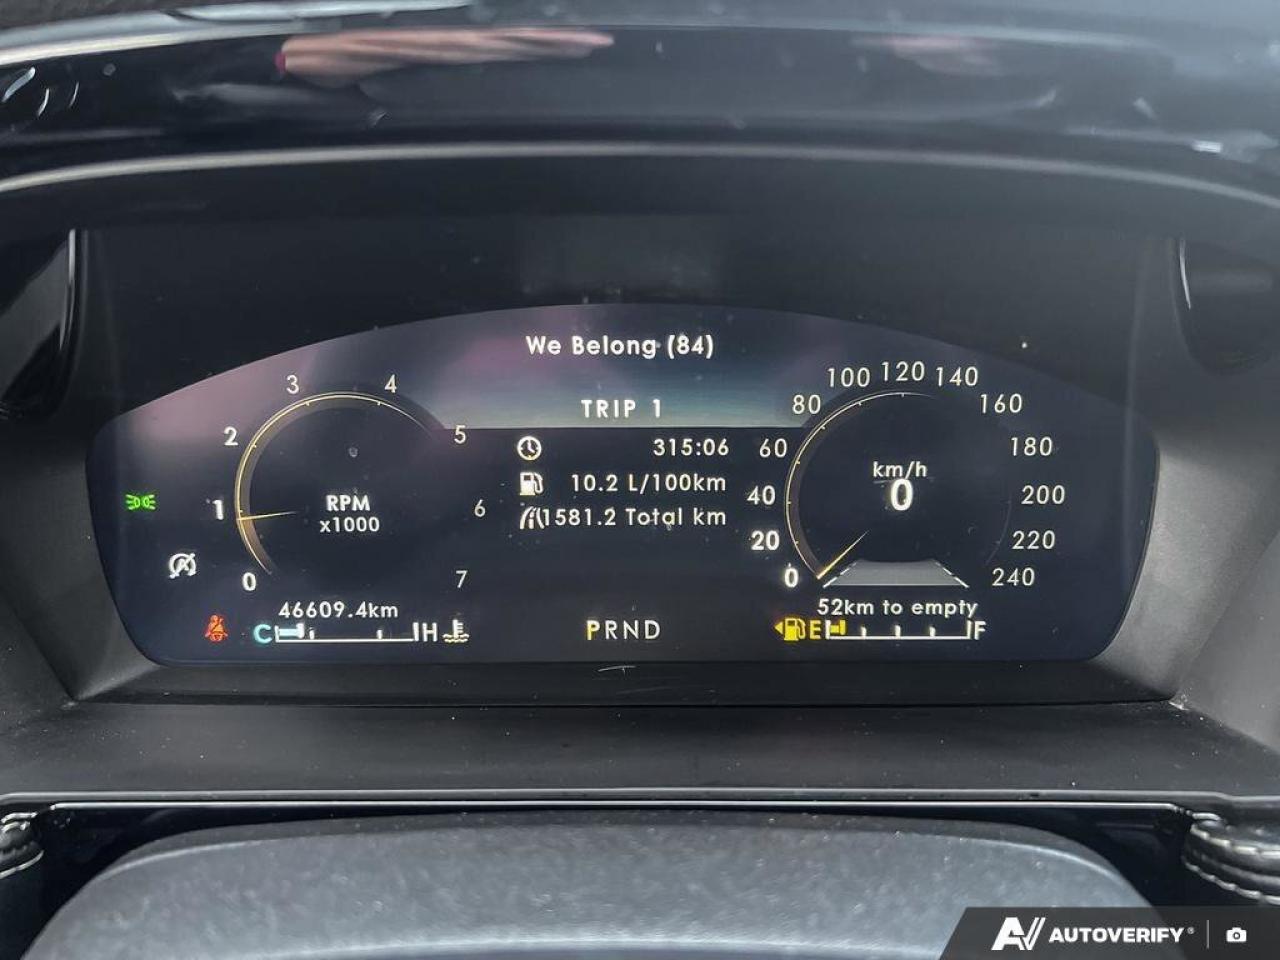 We Belong (84)
TRIP 1
315:06
10.2 L/100km
11581.2 Total km
0 1 2 3 4 5 6 7
RPM
x1000
0 20 40 60 80 100 120 140 160 180 200 220 240
km/h
0
46609.4km
C H
PRND
52km to empty
E F
AUTOVERIFY